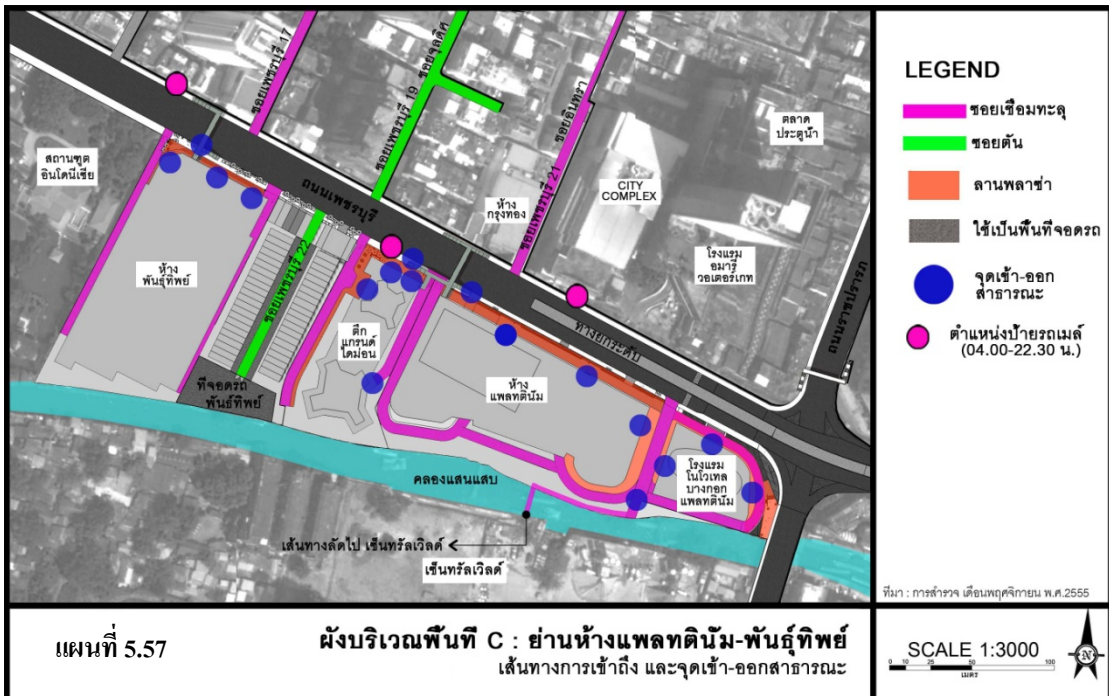 สถานฑูต
อินโดนีเซีย
ซอยเพชรบุรี 17
ซอยเพชรบุรี 19
ซอยจุลดิศ
ซอยอินทรา
ซอยเพชรบุรี 21
ถนนเพชรบุรี
ห้าง
กรุงทอง
CITY
COMPLEX
ตลาด
ประตูน้ำ
โรงแรม
อมารี
วอเตอร์เกท
ถนนราชปรารภ
ทางยกระดับ
ห้าง
พันธุ์ทิพย์
ซอยเพชรบุรี 22
ที่จอดรถ
พันธ์ทิพย์
ตึก
แกรนด์
ไดม่อน
ห้าง
แพลทตินัม
โรงแรม
โนโวเทล
บางกอก
แพลทตินัม
คลองแสนแสบ
เส้นทางลัดไป เซ็นทรัลเวิลด์
เซ็นทรัลเวิลด์
LEGEND
ซอยเชื่อมทะลุ
ซอยตัน
ลานพลาซ่า
ใช้เป็นพื้นที่จอดรถ
จุดเข้า-ออก
สาธารณะ
ตำแหน่งป้ายรถเมล์
(04.00-22.30 น.)
ที่มา : การสำรวจ เดือนพฤศจิกายน พ.ศ.2555
แผนที่ 5.57
ผังบริเวณพื้นที่ C : ย่านห้างแพลทตินัม-พันธุ์ทิพย์
เส้นทางการเข้าถึง และจุดเข้า-ออกสาธารณะ
SCALE 1:3000
0 10 25 50 100
เมตร
N